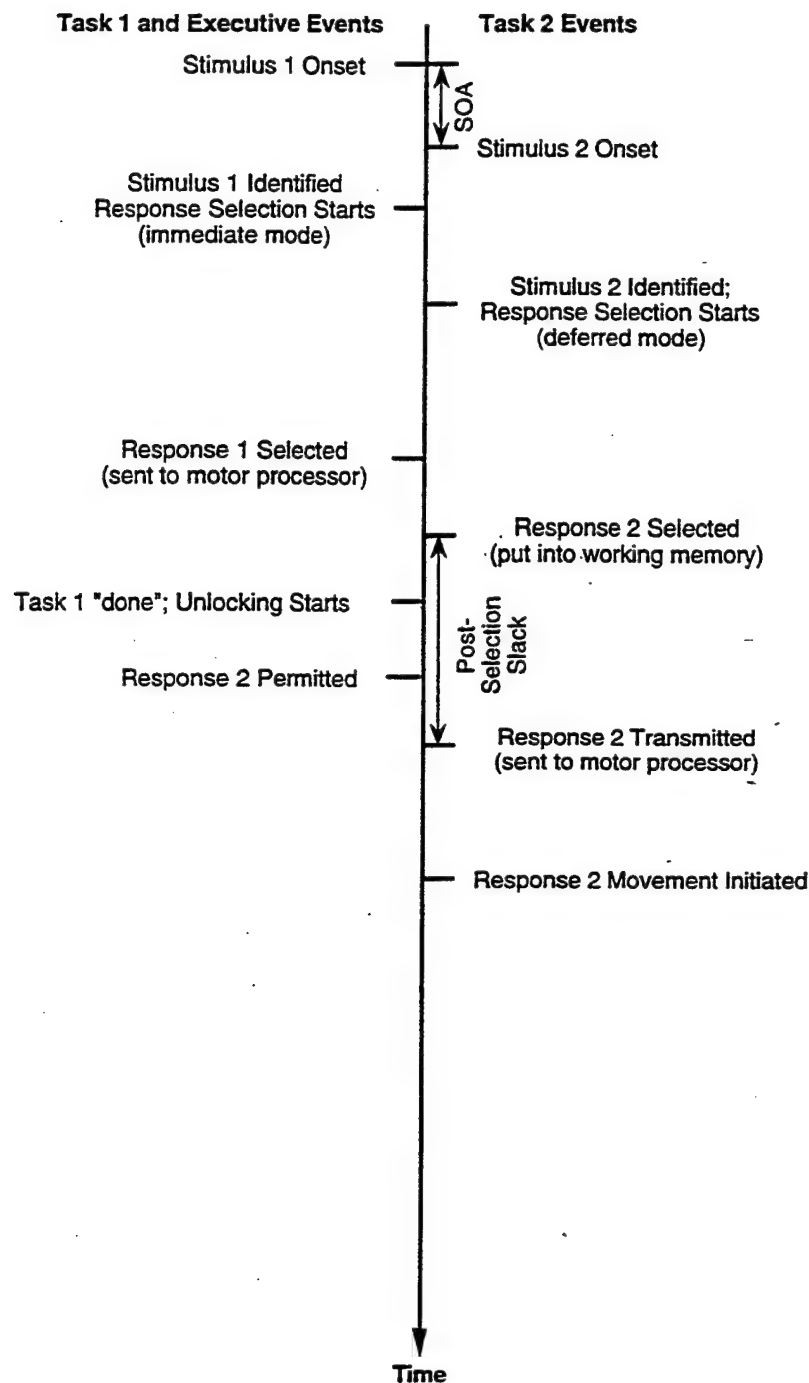 Task 1 and Executive Events
Task 2 Events
Stimulus 1 Onset
SOA
Stimulus 2 Onset
Stimulus 1 Identified
Response Selection Starts
(immediate mode)
Stimulus 2 Identified;
Response Selection Starts
(deferred mode)
Response 1 Selected
(sent to motor processor)
Response 2 Selected
(put into working memory)
Task 1 "done"; Unlocking Starts
Post-
Selection
Slack
Response 2 Permitted
Response 2 Transmitted
(sent to motor processor)
Response 2 Movement Initiated
Time